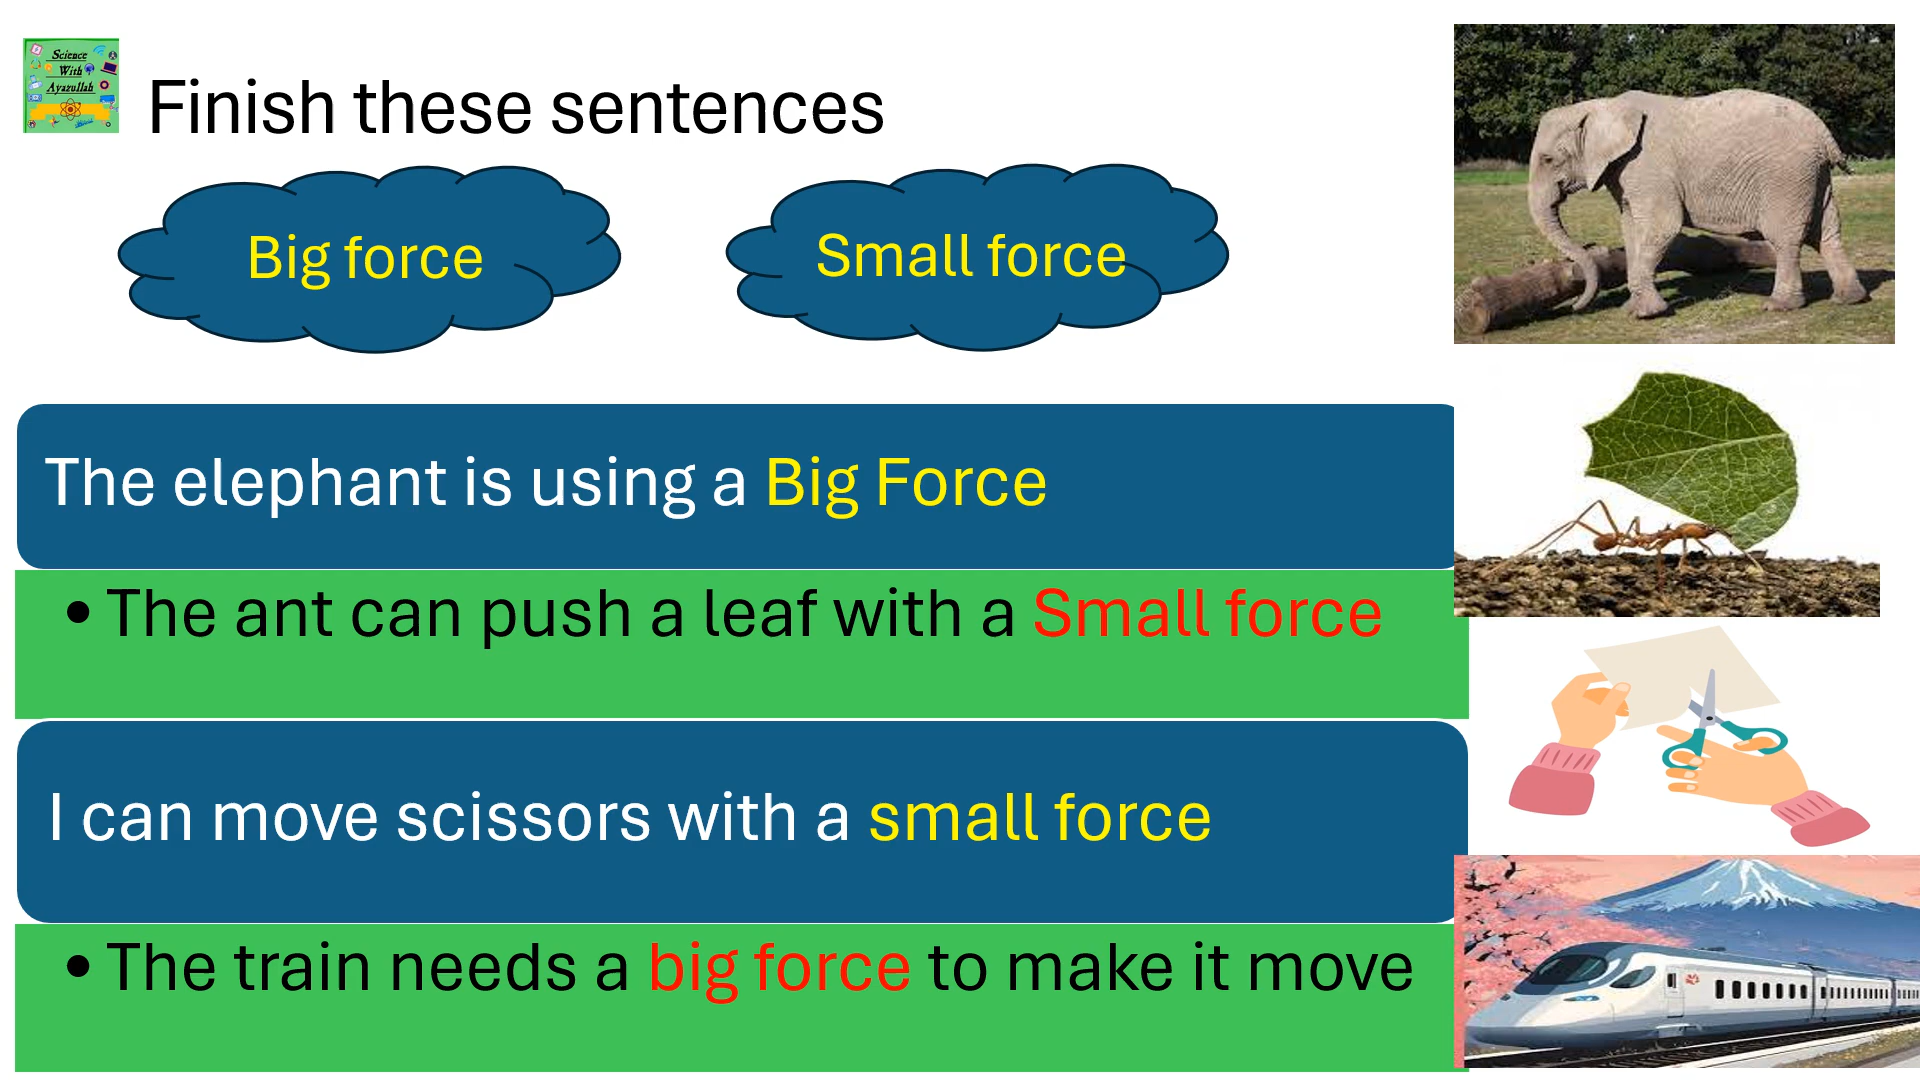 Science
With
Ayazullah
Finish these sentences
Big force
Small force
The elephant is using a Big Force
• The ant can push a leaf with a Small force
I can move scissors with a small force
• The train needs a big force to make it move